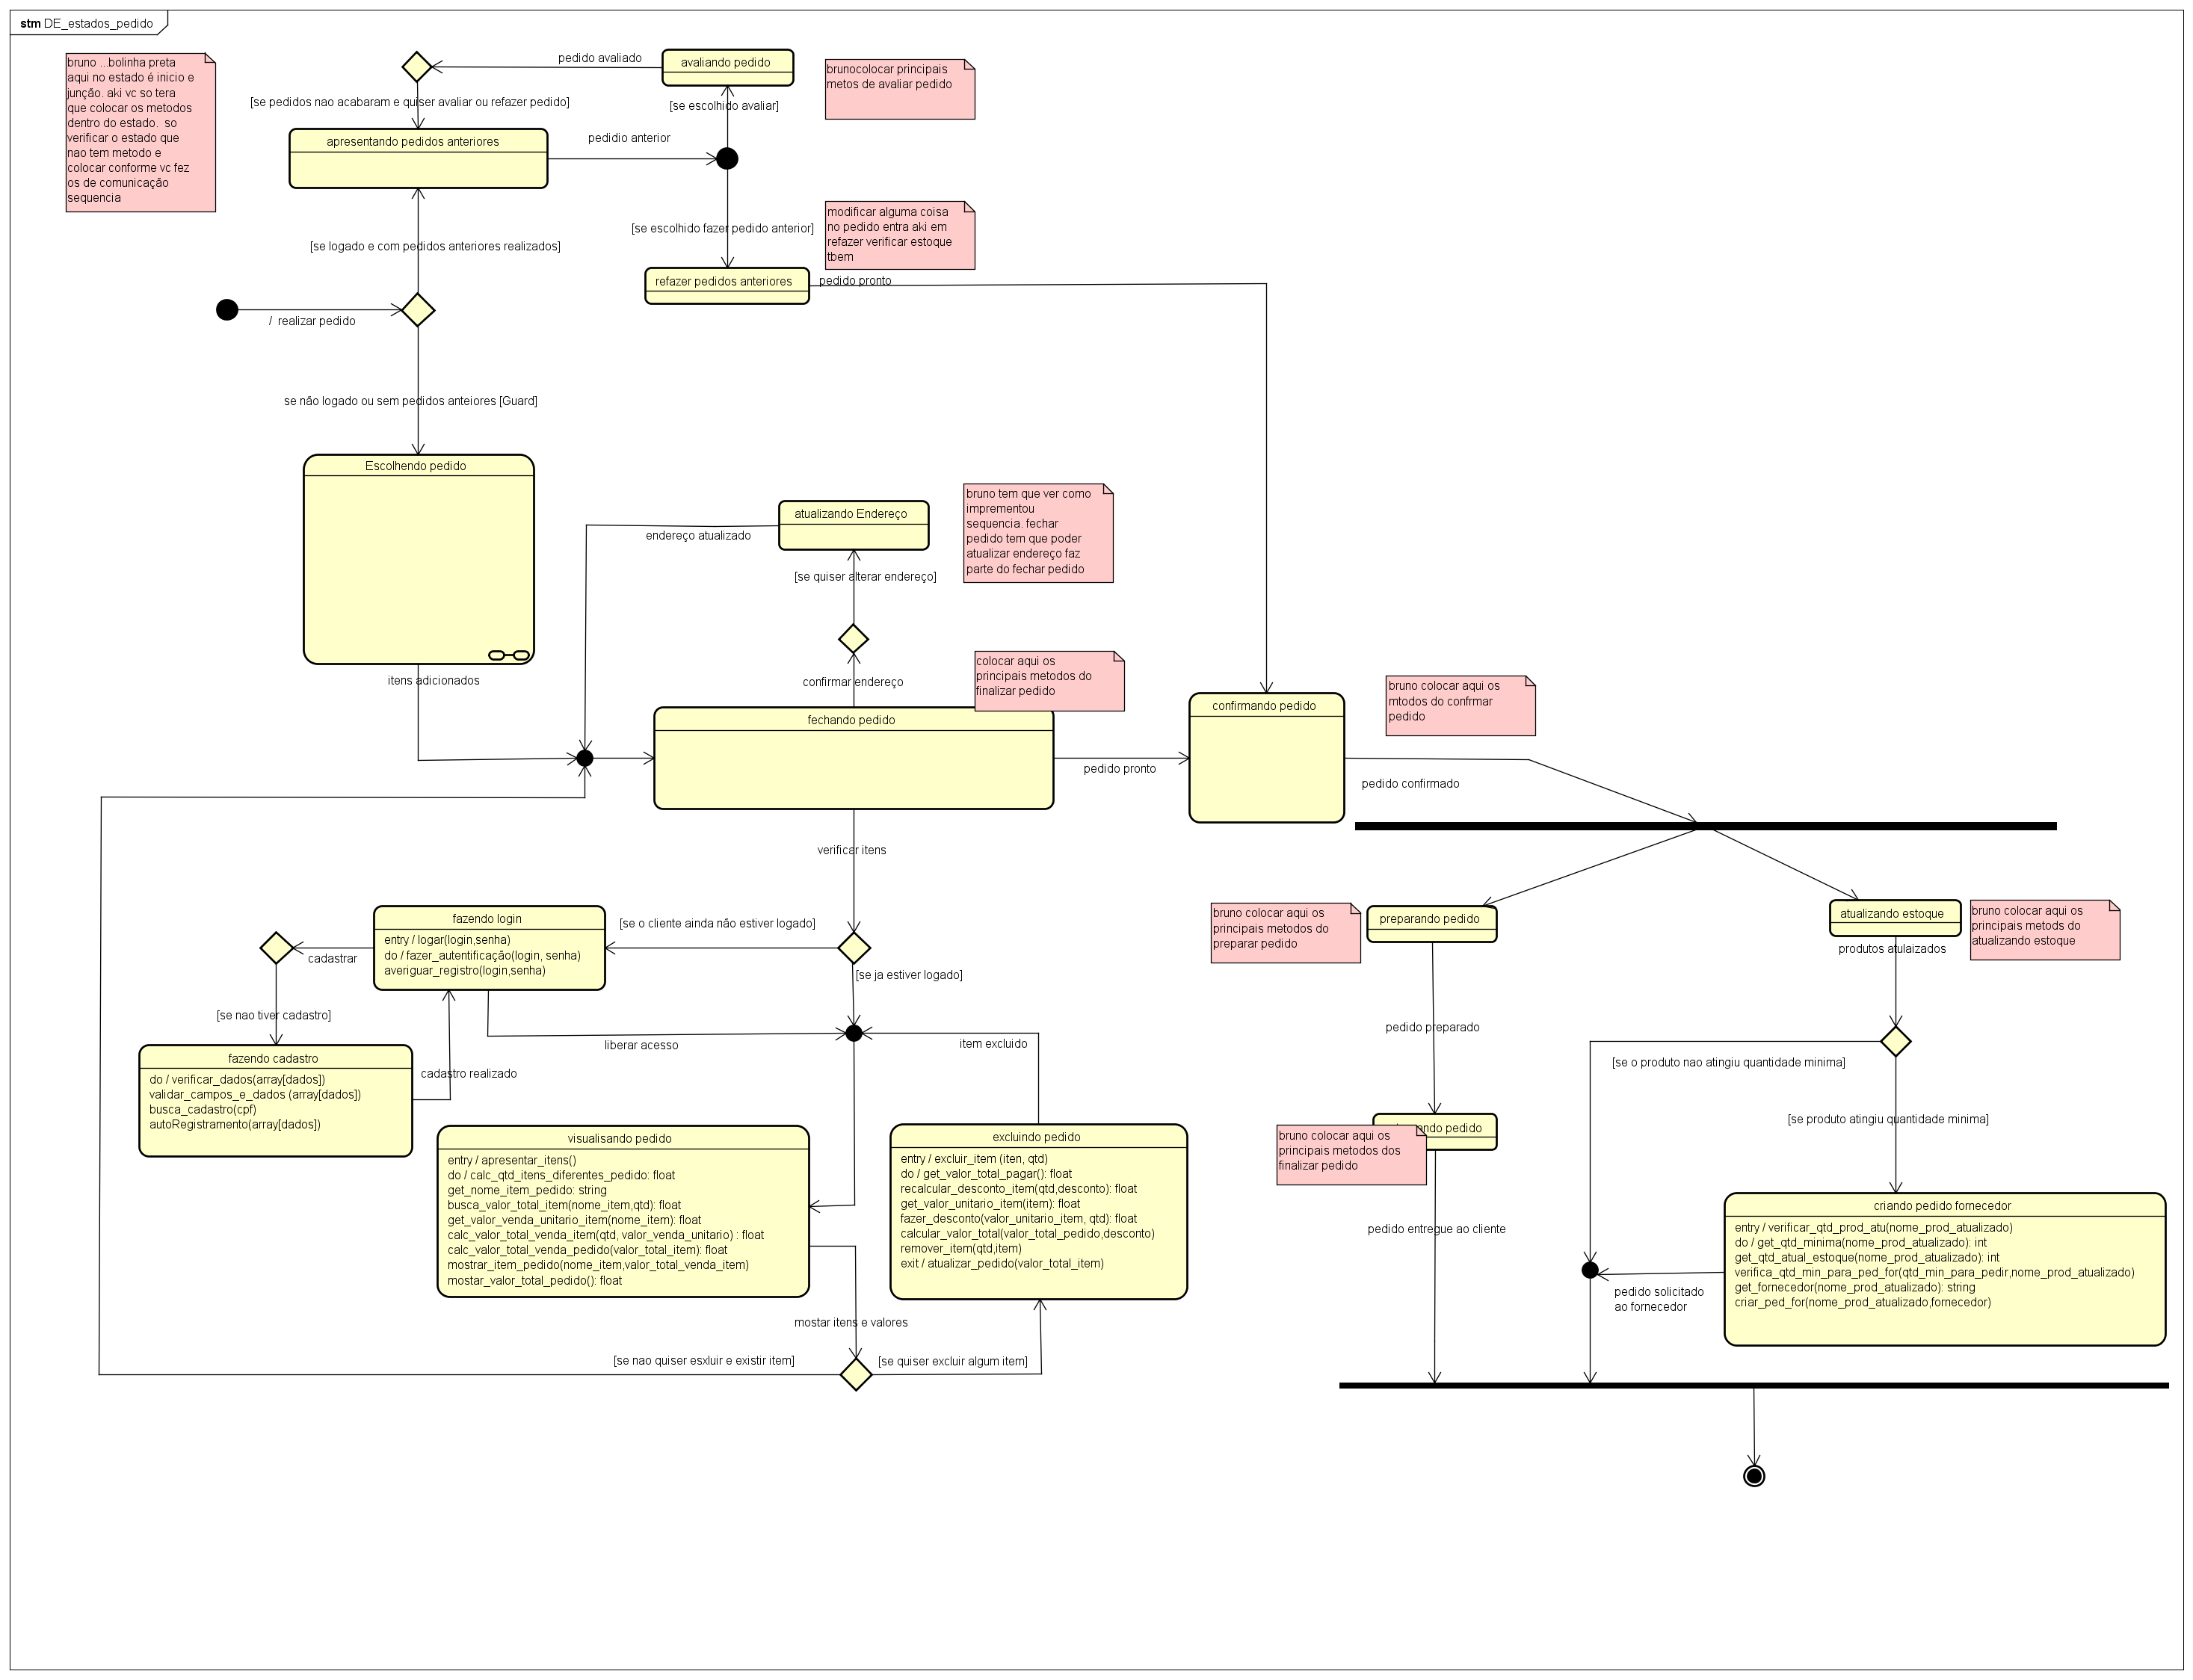 stm DE_estados_pedido
bruno ...bolinha preta
aqui no estado é inicio e
junção. aki vc so tera
que colocar os metodos
dentro do estado.  so
verificar o estado que
nao tem metodo e
colocar conforme vc fez
os de comunicação
sequencia
pedido avaliado
avaliando pedido
brunocolocar principais
metos de avaliar pedido
[se pedidos nao acabaram e quiser avaliar ou refazer pedido]
[se escolhido avaliar]
apresentando pedidos anteriores
pedidio anterior
[se escolhido fazer pedido anterior]
modificar alguma coisa
no pedido entra aki em
refazer verificar estoque
tbem
[se logado e com pedidos anteriores realizados]
refazer pedidos anteriores
pedido pronto
/  realizar pedido
se não logado ou sem pedidos anteiores [Guard]
Escolhendo pedido
atualizando Endereço
endereço atualizado
bruno tem que ver como
imprementou
sequencia. fechar
pedido tem que poder
atualizar endereço faz
parte do fechar pedido
[se quiser alterar endereço]
itens adicionados
confirmar endereço
colocar aqui os
principais metodos do
finalizar pedido
fechando pedido
pedido pronto
confirmando pedido
bruno colocar aqui os
mtodos do confrmar
pedido
pedido confirmado
verificar itens
fazendo login
entry / logar(login,senha)
do / fazer_autentificação(login, senha)
averiguar_registro(login,senha)
[se o cliente ainda não estiver logado]
cadastrar
[se ja estiver logado]
[se nao tiver cadastro]
liberar acesso
item excluido
fazendo cadastro
do / verificar_dados(array[dados])
validar_campos_e_dados (array[dados])
busca_cadastro(cpf)
autoRegistramento(array[dados])
cadastro realizado
visualisando pedido
entry / apresentar_itens()
do / calc_qtd_itens_diferentes_pedido: float
get_nome_item_pedido: string
busca_valor_total_item(nome_item,qtd): float
get_valor_venda_unitario_item(nome_item): float
calc_valor_total_venda_item(qtd, valor_venda_unitario) : float
calc_valor_total_venda_pedido(valor_total_item): float
mostrar_item_pedido(nome_item,valor_total_venda_item)
mostar_valor_total_pedido(): float
excluindo pedido
entry / excluir_item (iten, qtd)
do / get_valor_total_pagar(): float
recalcular_desconto_item(qtd,desconto): float
get_valor_unitario_item(item): float
fazer_desconto(valor_unitario_item, qtd): float
calcular_valor_total(valor_total_pedido,desconto)
remover_item(qtd,item)
exit / atualizar_pedido(valor_total_item)
mostar itens e valores
[se nao quiser esxluir e existir item]
[se quiser excluir algum item]
bruno colocar aqui os
principais metodos do
preparar pedido
preparando pedido
atualizando estoque
bruno colocar aqui os
principais metods do
atualizando estoque
produtos atulaizados
pedido preparado
[se o produto nao atingiu quantidade minima]
[se produto atingiu quantidade minima]
pedido
bruno colocar aqui os
principais metodos dos
finalizar pedido
pedido entregue ao cliente
criando pedido fornecedor
entry / verificar_qtd_prod_atu(nome_prod_atualizado)
do / get_qtd_minima(nome_prod_atualizado): int
get_qtd_atual_estoque(nome_prod_atualizado): int
verifica_qtd_min_para_ped_for(qtd_min_para_pedir,nome_prod_atualizado)
get_fornecedor(nome_prod_atualizado): string
criar_ped_for(nome_prod_atualizado,fornecedor)
pedido solicitado
ao fornecedor